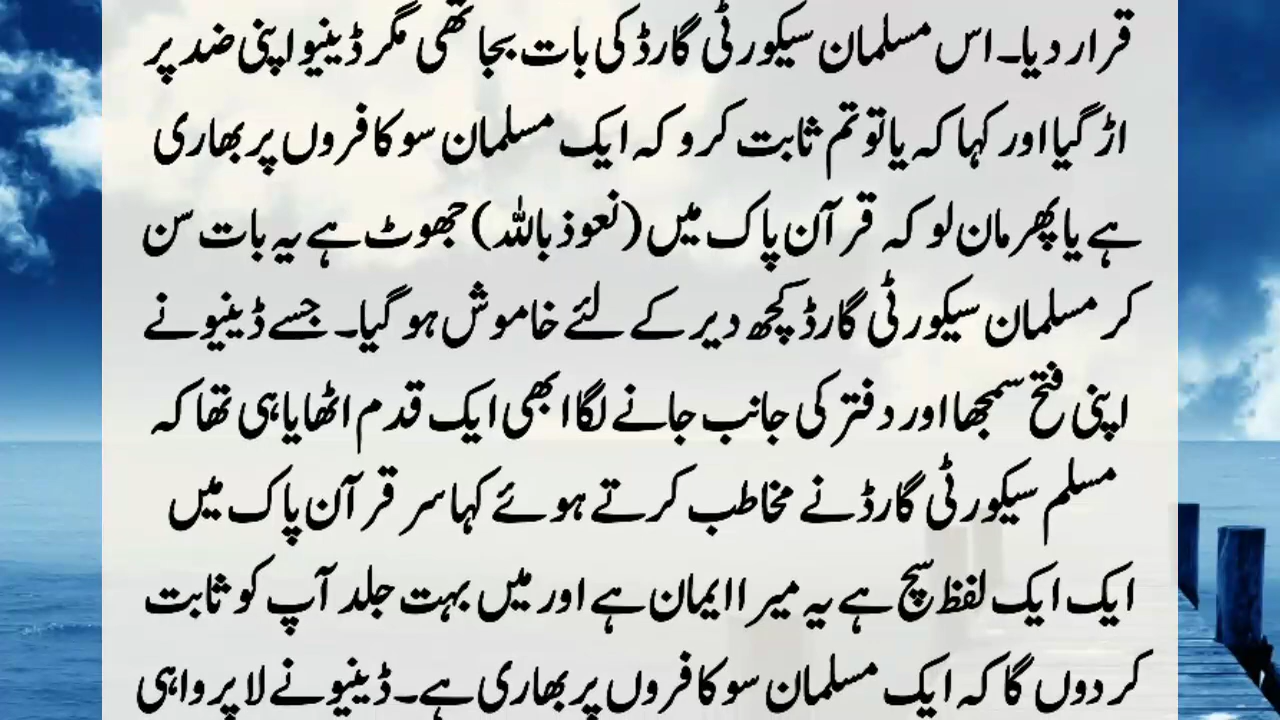 قرار دیا۔ اس مسلمان سیکورٹی گارڈ کی بات بجا تھی مگر ڈینیو اپنی ضد پر
اڑ گیا اور کہا کہ یا تو تم ثابت کرو کہ ایک مسلمان سو کافروں پر بھاری
ہے یا پھر مان لو کہ قرآن پاک میں (نعوذ باللہ) جھوٹ ہے یہ بات سن
کر مسلمان سیکورٹی گارڈ کچھ دیر کے لئے خاموش ہو گیا۔ جسے ڈینیو نے
اپنی فتح سمجھا اور دفتر کی جانب جانے لگا ابھی ایک قدم اٹھایا ہی تھا کہ
مسلم سیکورٹی گارڈ نے مخاطب کرتے ہوئے کہا سر قرآن پاک میں
ایک ایک لفظ سچ ہے یہ میرا ایمان ہے اور میں بہت جلد آپ کو ثابت
کر دوں گا کہ ایک مسلمان سو کافروں پر بھاری ہے۔ ڈینیو نے لاپرواہی